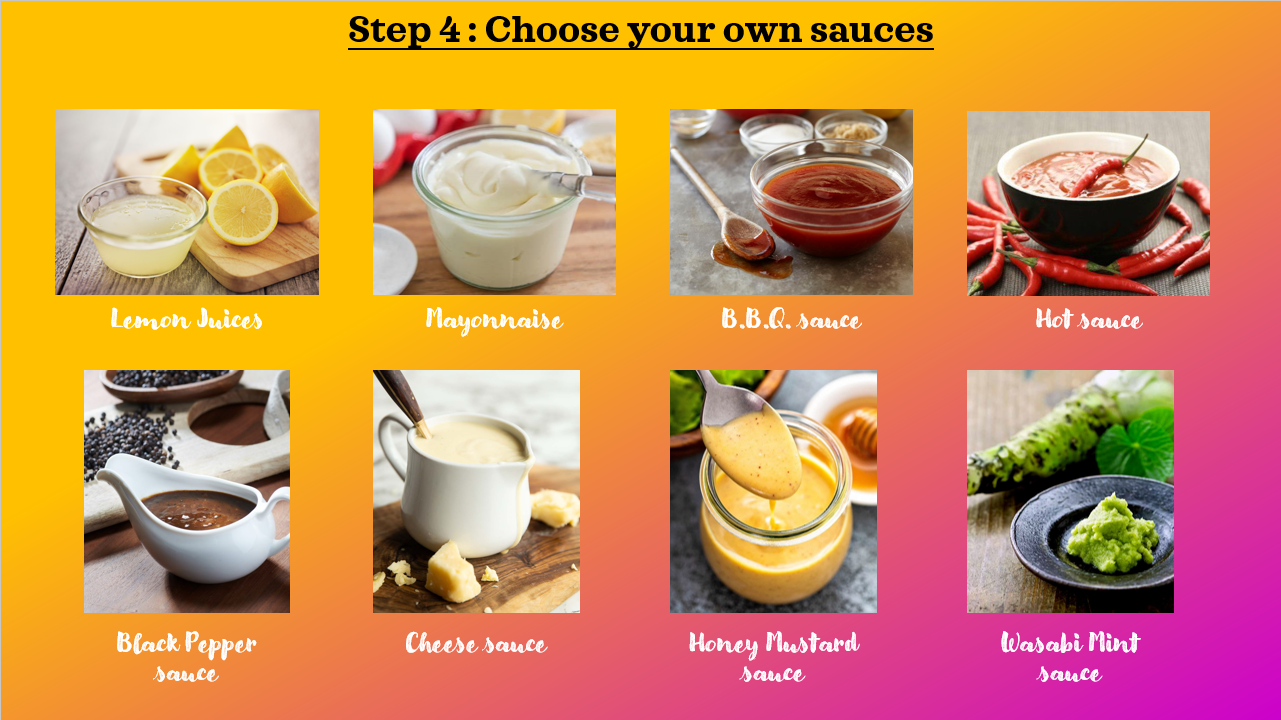 Step 4 : Choose your own sauces
Lemon Juices
Mayonnaise
B.B.Q. sauce
Hot sauce
Black Pepper
sauce
Cheese sauce
Honey Mustard
sauce
Wasabi Mint
sauce